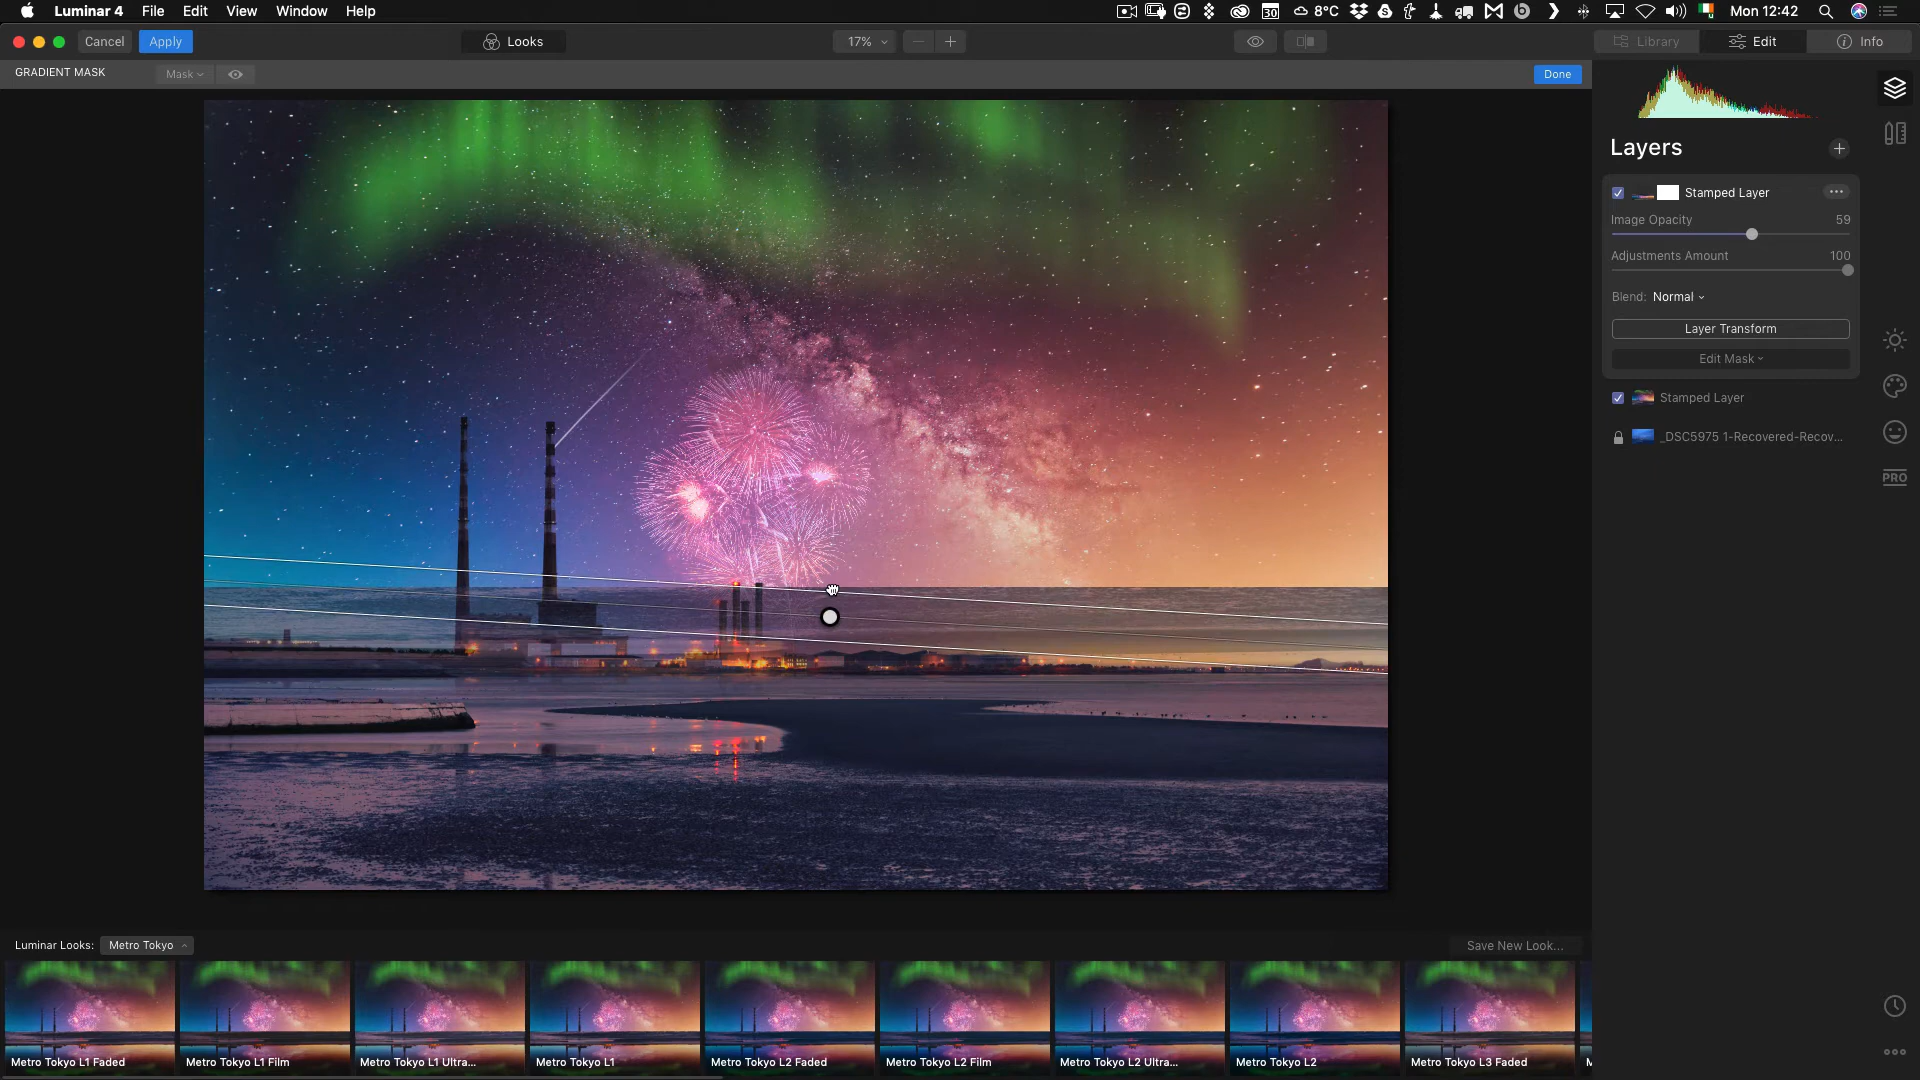 Luminar 4 File Edit View Window Help 30 8°C Mon 12:42
Cancel Apply Looks 17% Library Edit Info
GRADIENT MASK Mask Done
Layers
Stamped Layer
Image Opacity 59
Adjustments Amount 100
Blend: Normal
Layer Transform
Edit Mask
Stamped Layer
_DSC5975 1-Recovered-Recov...
PRO
Luminar Looks: Metro Tokyo Save New Look...
Metro Tokyo L1 Faded Metro Tokyo L1 Film Metro Tokyo L1 Ultra... Metro Tokyo L1 Metro Tokyo L2 Faded Metro Tokyo L2 Film Metro Tokyo L2 Ultra... Metro Tokyo L2 Metro Tokyo L3 Faded